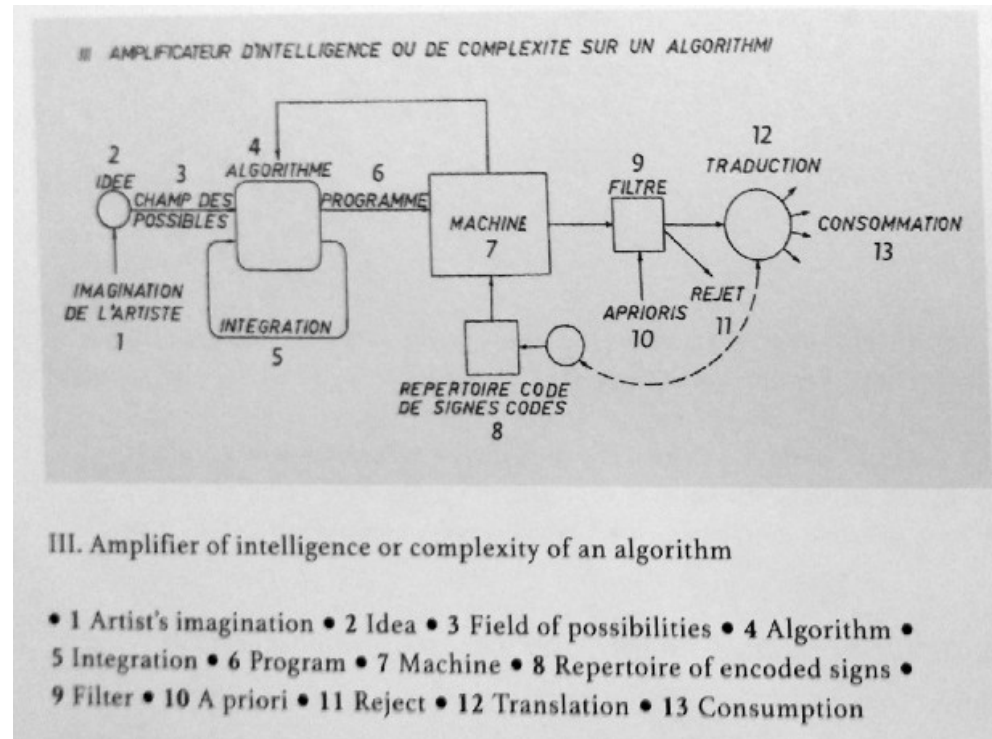 III AMPLIFICATEUR D'INTELLIGENCE OU DE COMPLEXITE SUR UN ALGORITHMI
2
IDEE
3
CHAMP DES
POSSIBLES
4
ALGORITHME
6
PROGRAMME
MACHINE
7
9
FILTRE
12
TRADUCTION
CONSOMMATION
13
IMAGINATION
DE L'ARTISTE
1
INTEGRATION
5
APRIORIS
10
REJET
11
REPERTOIRE CODE
DE SIGNES CODES
8
III. Amplifier of intelligence or complexity of an algorithm
• 1 Artist's imagination • 2 Idea • 3 Field of possibilities • 4 Algorithm •
5 Integration • 6 Program • 7 Machine • 8 Repertoire of encoded signs •
9 Filter • 10 A priori • 11 Reject • 12 Translation • 13 Consumption